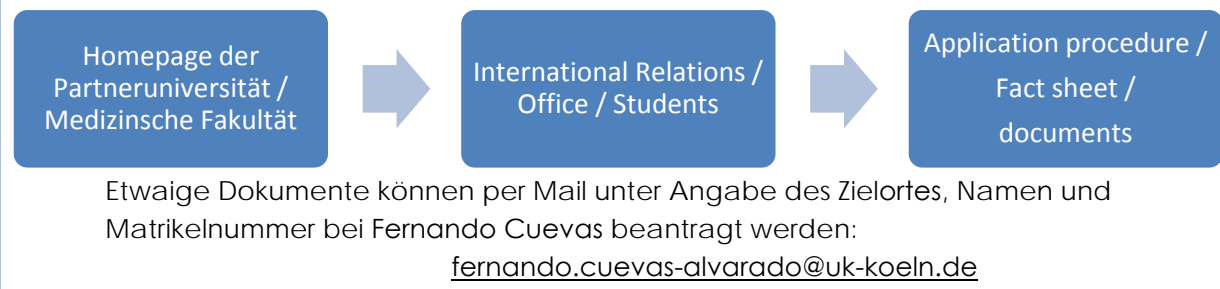 Homepage der
Partneruniversität /
Medizinsche Fakultät
International Relations /
Office / Students
Application procedure /
Fact sheet /
documents
Etwaige Dokumente können per Mail unter Angabe des Zielortes, Namen und
Matrikelnummer bei Fernando Cuevas beantragt werden:
fernando.cuevas-alvarado@uk-koeln.de